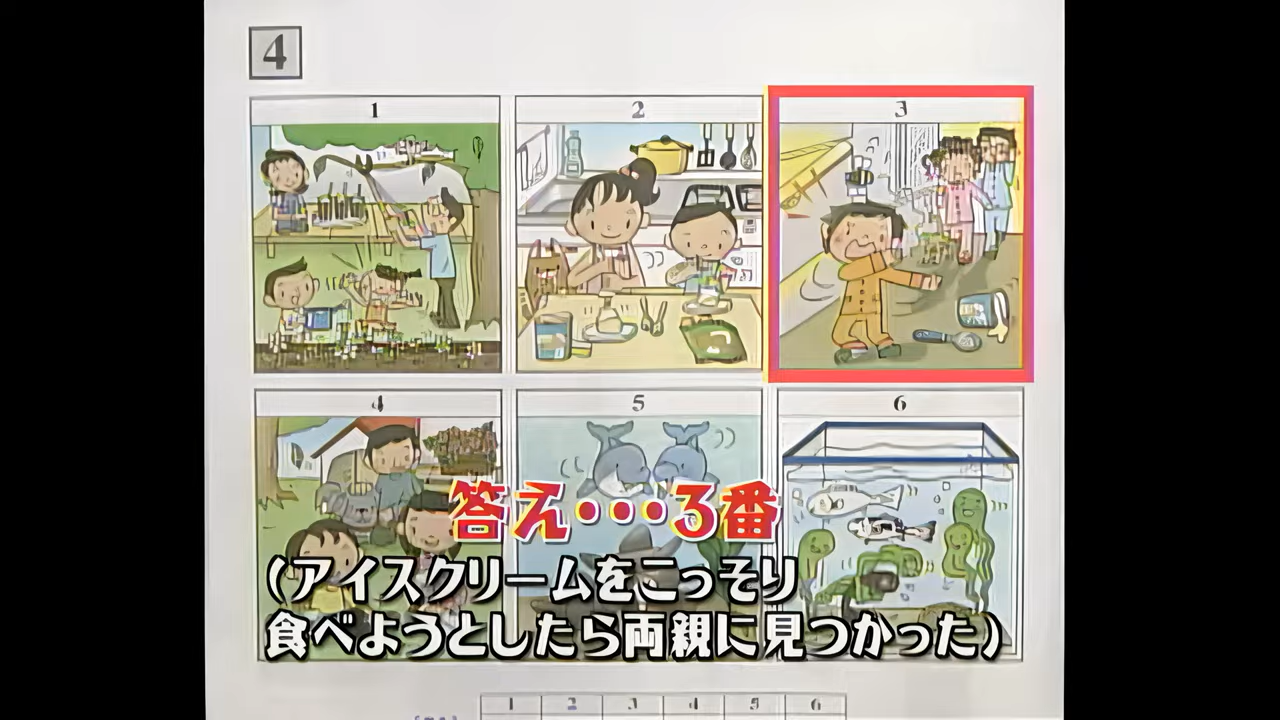 4
1
2
3
4
5
6
答え・・・3番
(アイスクリームをこっそり
食べようとしたら両親に見つかった)
1 2 3 4 5 6